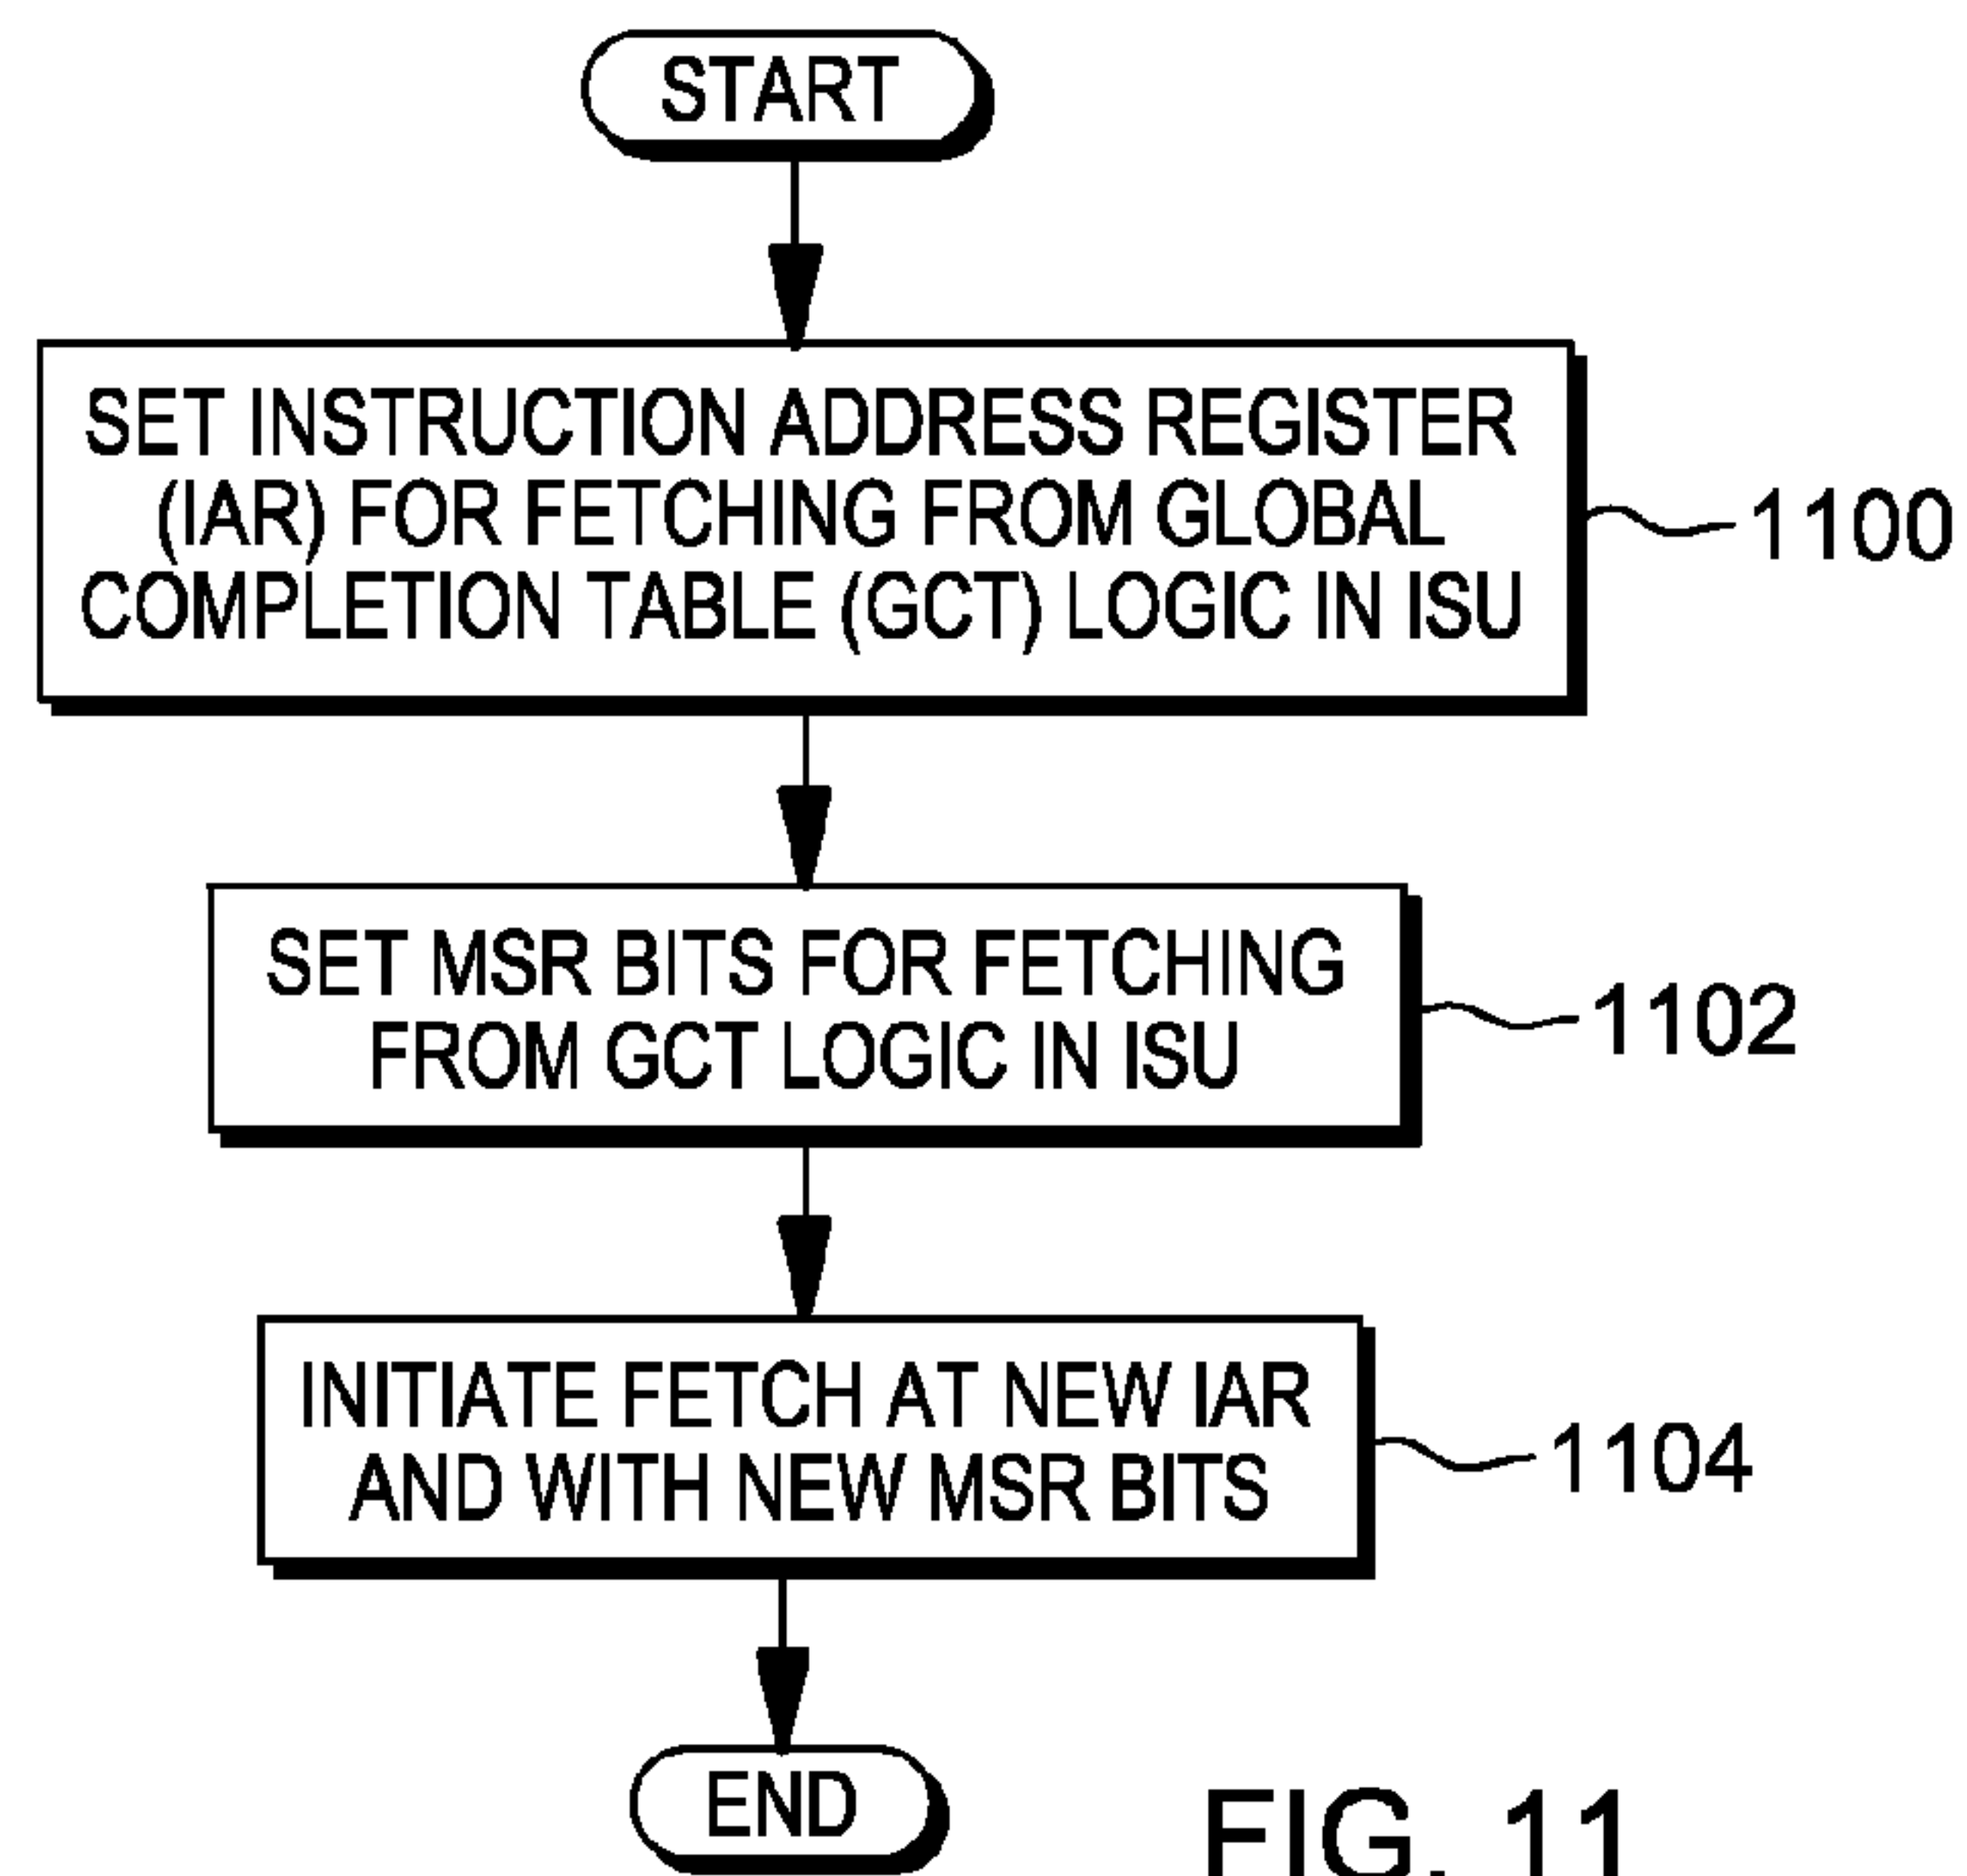 START
SET INSTRUCTION ADDRESS REGISTER
(IAR) FOR FETCHING FROM GLOBAL
COMPLETION TABLE (GCT) LOGIC IN ISU
1100
SET MSR BITS FOR FETCHING
FROM GCT LOGIC IN ISU
1102
INITIATE FETCH AT NEW IAR
AND WITH NEW MSR BITS
1104
END
FIG. 11